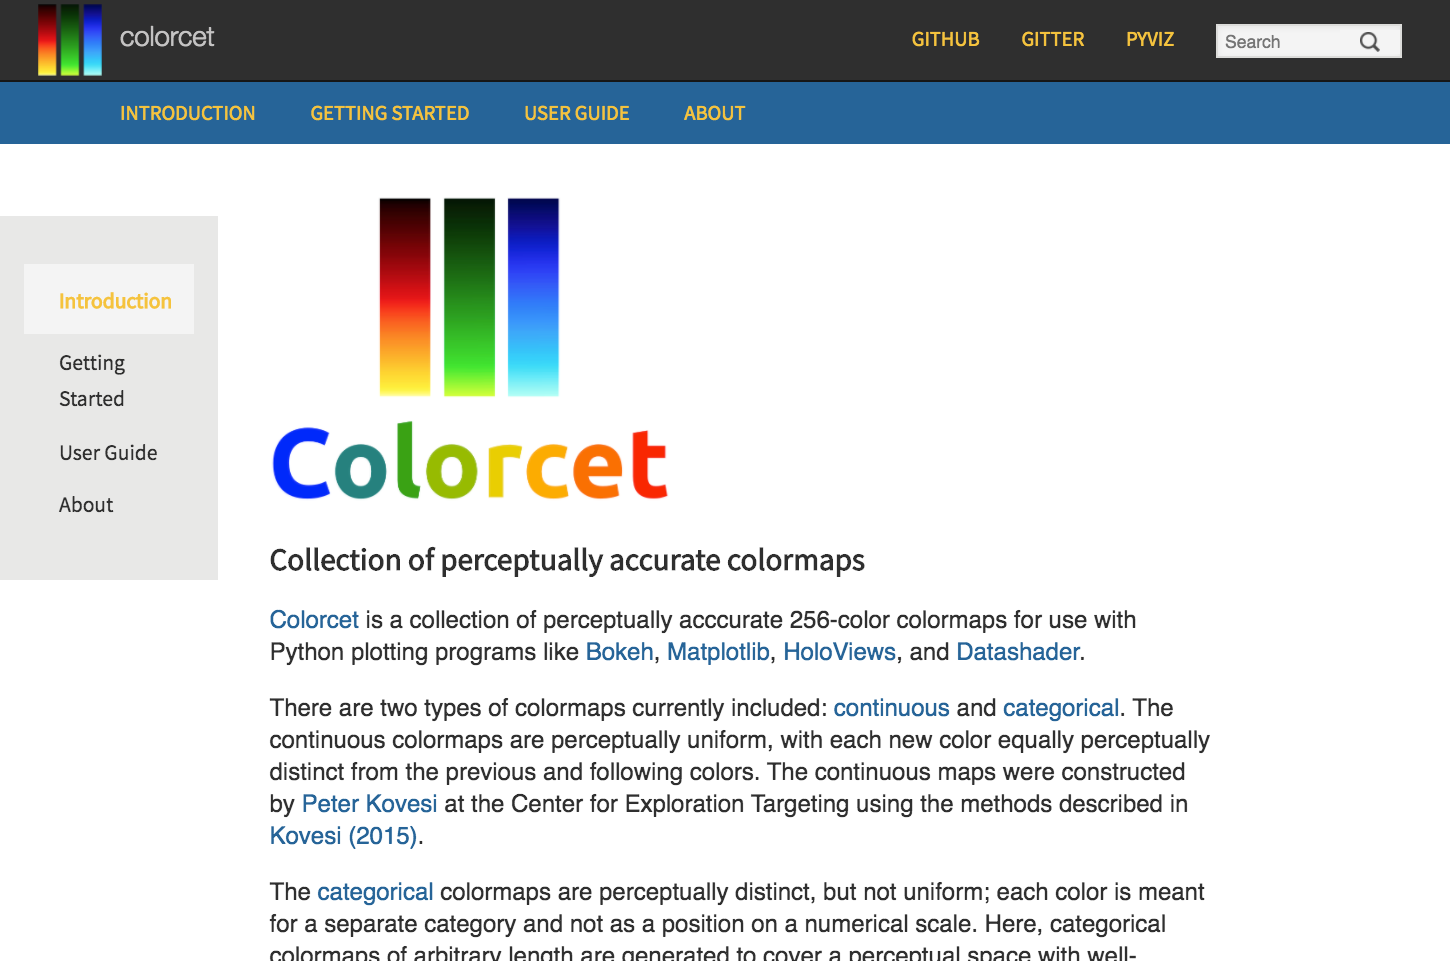 colorcet
GITHUB GITTER PYVIZ Search
INTRODUCTION GETTING STARTED USER GUIDE ABOUT
Introduction
Getting
Started
User Guide
About
Colorcet
Collection of perceptually accurate colormaps
Colorcet is a collection of perceptually acccurate 256-color colormaps for use with
Python plotting programs like Bokeh, Matplotlib, HoloViews, and Datashader.
There are two types of colormaps currently included: continuous and categorical. The
continuous colormaps are perceptually uniform, with each new color equally perceptually
distinct from the previous and following colors. The continuous maps were constructed
by Peter Kovesi at the Center for Exploration Targeting using the methods described in
Kovesi (2015).
The categorical colormaps are perceptually distinct, but not uniform; each color is meant
for a separate category and not as a position on a numerical scale. Here, categorical
colormaps of arbitrary length are generated to cover a perceptual space with well-